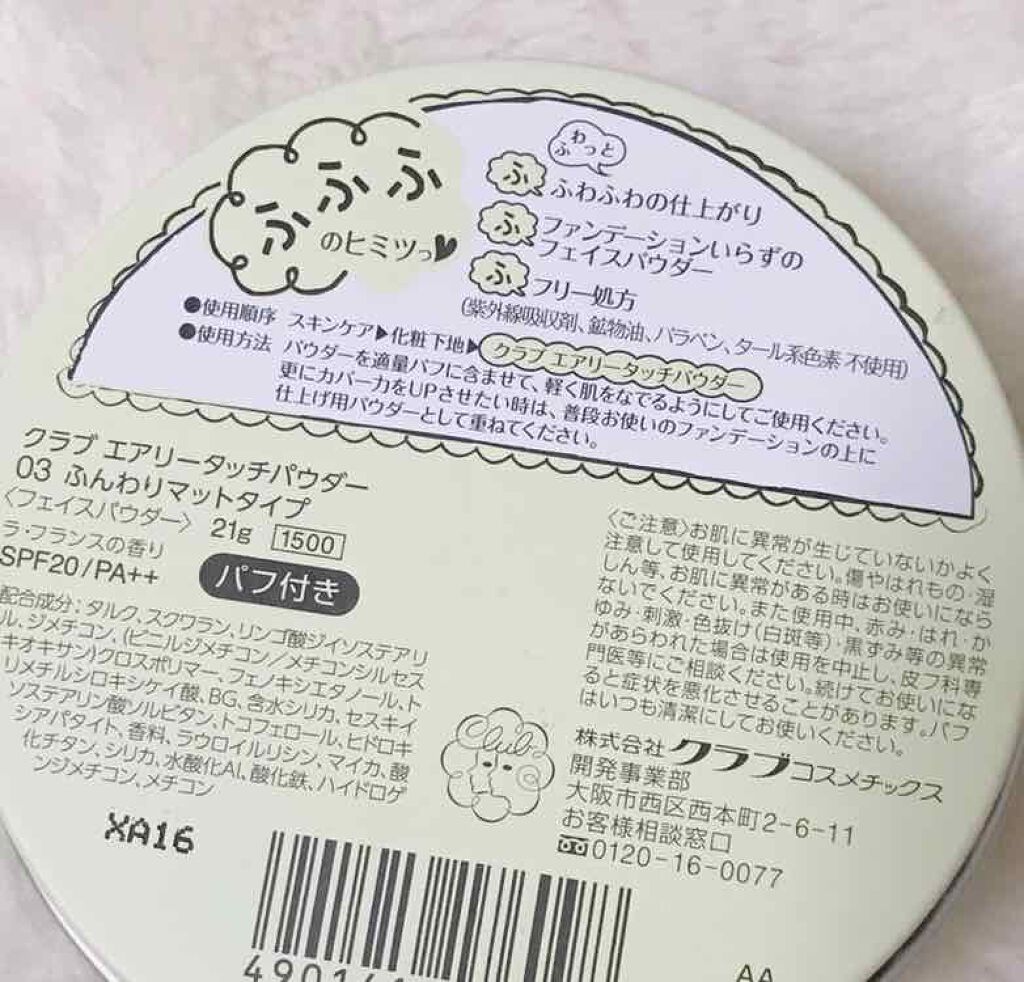 ふふふ
のヒミツっ♥
ふわっと
ふ ふわふわの仕上がり
ふ ファンデーションいらずの
フェイスパウダー
ふ フリー処方
(紫外線吸収剤、鉱物油、パラベン、タール系色素 不使用)
●使用順序 スキンケア▶化粧下地▶クラブ エアリータッチパウダー
●使用方法 パウダーを適量パフに含ませて、軽く肌をなでるようにしてご使用ください。
更にカバー力をUPさせたい時は、普段お使いのファンデーションの上に
仕上げ用パウダーとして重ねてください。
クラブ エアリータッチパウダー
03 ふんわりマットタイプ
〈フェイスパウダー〉 21g 1500
ラ・フランスの香り
SPF20/PA++ パフ付き
配合成分;タルク、スクワラン、リンゴ酸ジイソステアリ
ル、ジメチコン、(ビニルジメチコン/メチコンシルセス
キオキサン)クロスポリマー、フェノキシエタノール、ト
リメチルシロキシケイ酸、BG、含水シリカ、セスキイ
ソステアリン酸ソルビタン、トコフェロール、ヒドロキ
シアパタイト、香料、ラウロイルリシン、マイカ、酸
化チタン、シリカ、水酸化Al、酸化鉄、ハイドロゲ
ンジメチコン、メチコン
XA16
〈ご注意〉お肌に異常が生じていないかよく
注意して使用してください。傷やはれもの・湿
しん等、お肌に異常がある時はお使いになら
ないでください。また使用中、赤み・はれ・か
ゆみ・刺激・色抜け(白斑等)・黒ずみ等の異常
があらわれた場合は使用を中止し、皮フ科専
門医等にご相談ください。続けてお使いにな
ると症状を悪化させることがあります。パフ
はいつも清潔にしてお使いください。
Club
株式会社クラブコスメチックス
開発事業部
大阪市西区西本町2-6-11
お客様相談窓口
0120-16-0077
AA